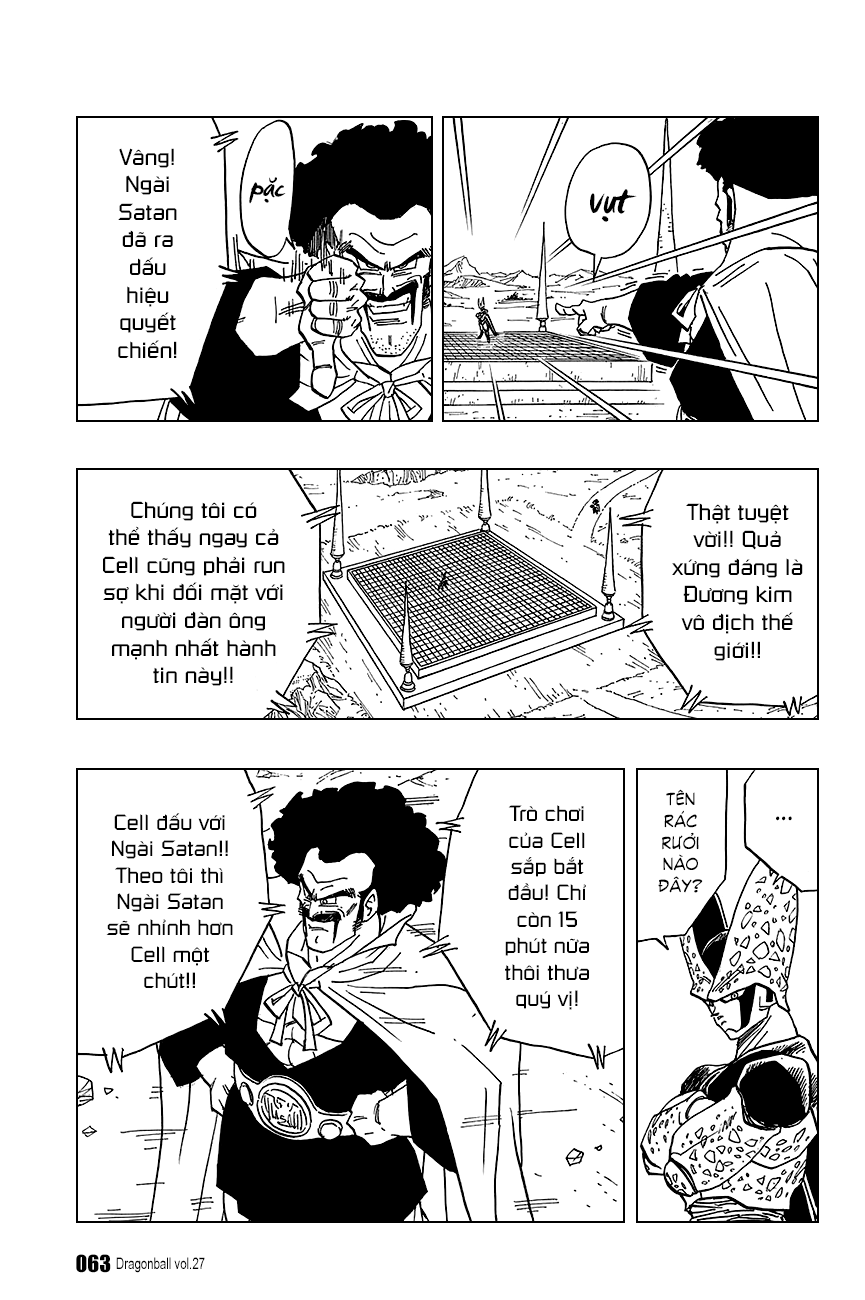 vụt
pặc
Vâng!
Ngài
Satan
đã ra
dấu
hiệu
quyết
chiến!
Thật tuyệt
vời!! Quả
xứng đáng là
Đương kim
vô địch thế
giới!!
Chúng tôi có
thể thấy ngay cả
Cell cũng phải run
sợ khi đối mặt với
người đàn ông
mạnh nhất hành
tin này!!
...
TÊN
RÁC
RƯỞI
NÀO
ĐÂY?
Trò chơi
của Cell
sắp bắt
đầu! Chỉ
còn 15
phút nữa
thôi thưa
quý vị!
Cell đấu với
Ngài Satan!!
Theo tôi thì
Ngài Satan
sẽ nhỉnh hơn
Cell một
chút!!
063 Dragonball vol.27